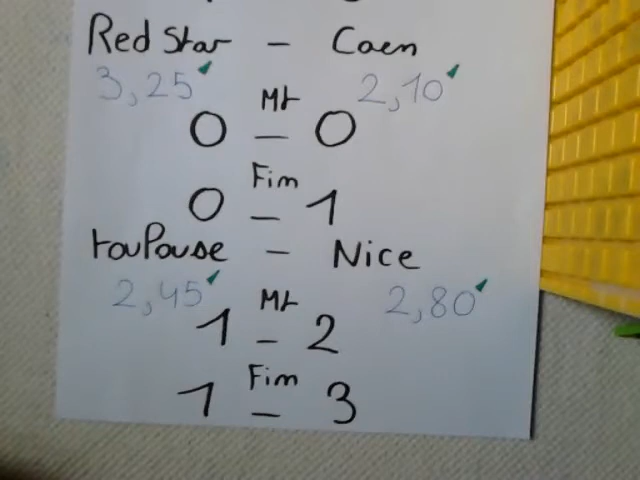 Red Star - Caen
3,25 2,10
Mt
0 - 0
Fim
0 - 1
touPouse - Nice
2,45 2,80
Mt
1 - 2
Fim
1 - 3